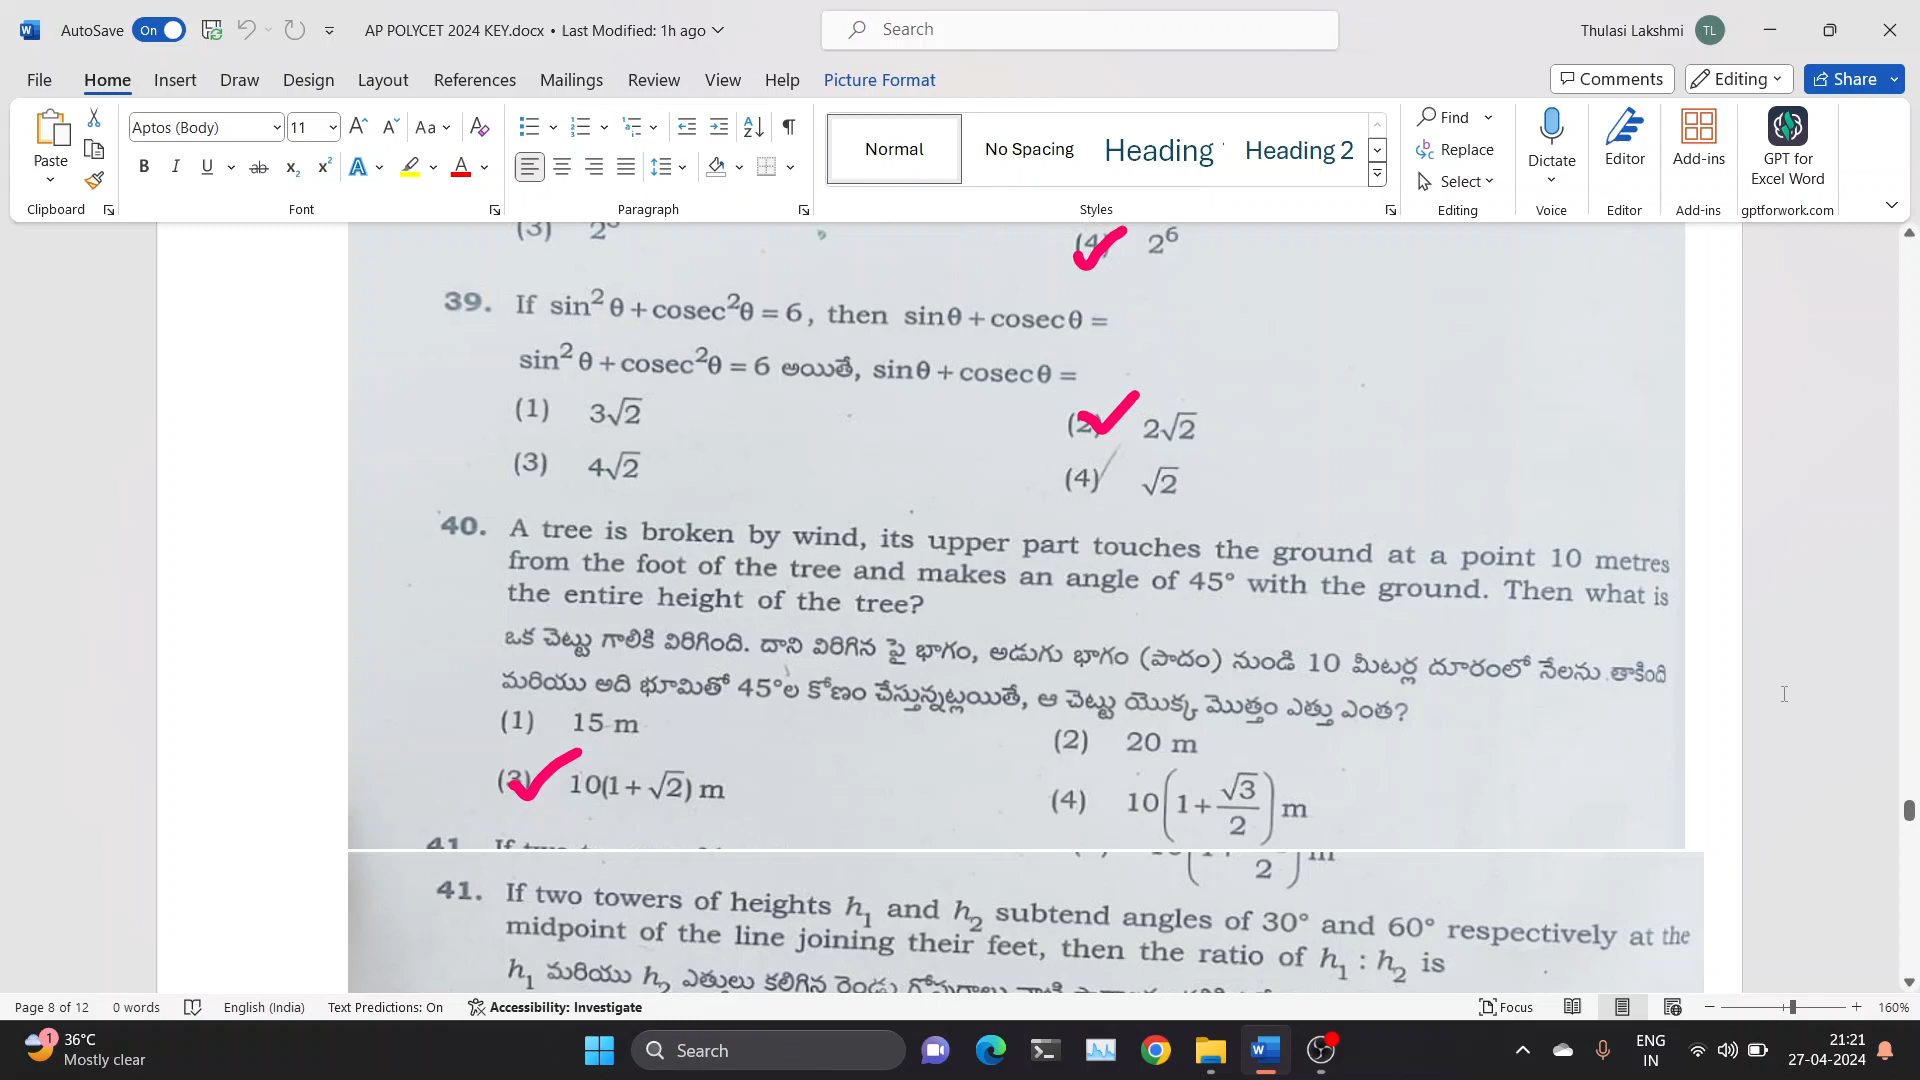 AutoSave On AP POLYCET 2024 KEY.docx • Last Modified: 1h ago Search Thulasi Lakshmi TL
File Home Insert Draw Design Layout References Mailings Review View Help Picture Format Comments Editing Share
Paste Aptos (Body) 11 Normal No Spacing Heading Heading 2 Find Replace Select Dictate Editor Add-ins GPT for Excel Word
Clipboard Font Paragraph Styles Editing Voice Editor Add-ins gptforwork.com
(3)
(4) 2⁶
39. If sin²θ + cosec²θ = 6, then sinθ + cosecθ =
sin²θ + cosec²θ = 6 అయితే, sinθ + cosecθ =
(1) 3√2 (2) 2√2
(3) 4√2 (4) √2
40. A tree is broken by wind, its upper part touches the ground at a point 10 metres
from the foot of the tree and makes an angle of 45° with the ground. Then what is
the entire height of the tree?
ఒక చెట్టు గాలికి విరిగింది. దాని విరిగిన పై భాగం, అడుగు భాగం (పాదం) నుండి 10 మీటర్ల దూరంలో నేలను తాకింది
మరియు అది భూమితో 45°ల కోణం చేస్తున్నట్లయితే, ఆ చెట్టు యొక్క మొత్తం ఎత్తు ఎంత?
(1) 15 m (2) 20 m
(3) 10(1 + √2) m (4) 10(1 + √3/2) m
41. If two towers of heights h₁ and h₂ subtend angles of 30° and 60° respectively at the
midpoint of the line joining their feet, then the ratio of h₁ : h₂ is
h₁ మరియు h₂ ఎత్తులు కలిగిన రెండు
Page 8 of 12 0 words English (India) Text Predictions: On Accessibility: Investigate Focus 160%
36°C
Mostly clear
Search
ENG
IN
21:21
27-04-2024